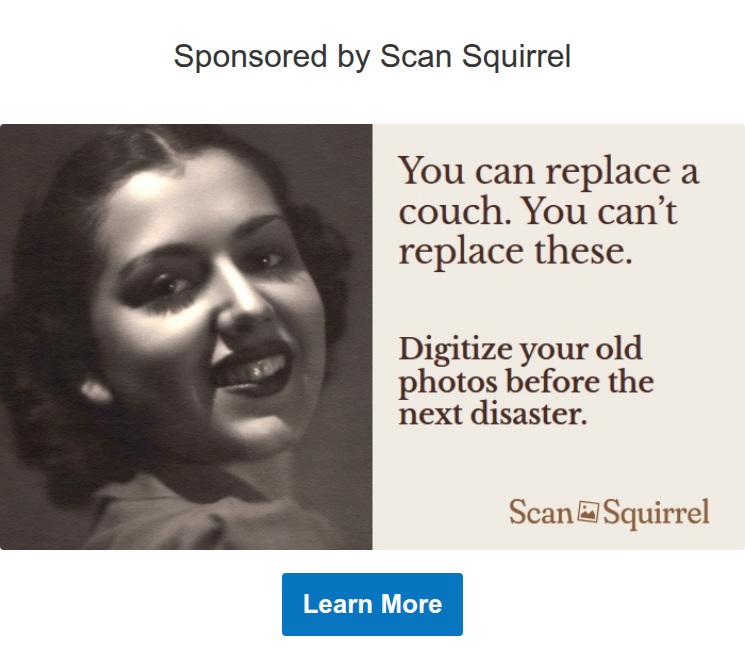 Sponsored by Scan Squirrel
You can replace a
couch. You can’t
replace these.
Digitize your old
photos before the
next disaster.
Scan Squirrel
Learn More